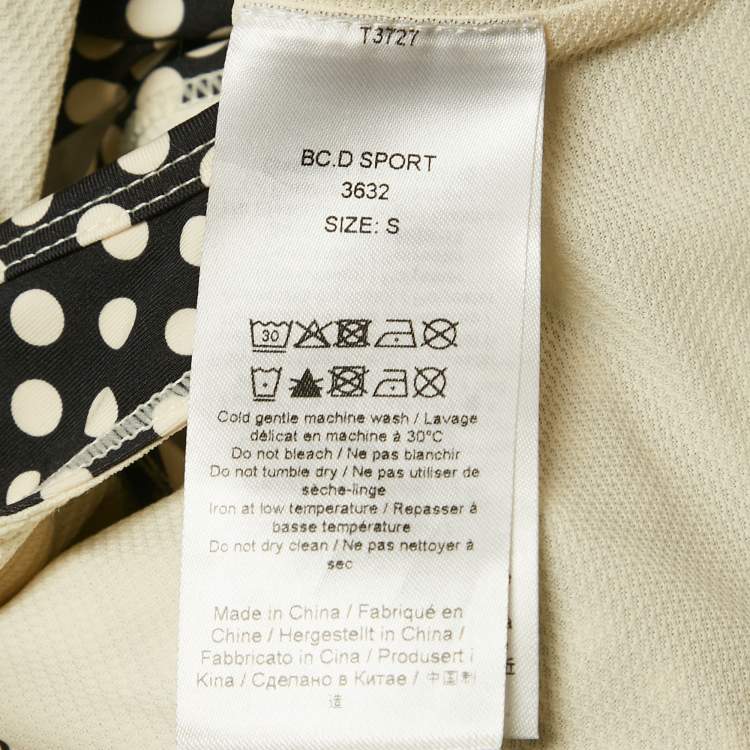 T3727
BC.D SPORT
3632
SIZE: S
30
Cold gentle machine wash / Lavage
délicat en machine à 30°C
Do not bleach / Ne pas blanchir
Do not tumble dry / Ne pas utiliser de
sèche-linge
Iron at low temperature / Repasser à
basse température
Do not dry clean / Ne pas nettoyer à
sec
Made in China / Fabriqué en
Chine / Hergestellt in China /
Fabbricato in Cina / Produsert i
Kina / Сделано в Китае / 中国制
造